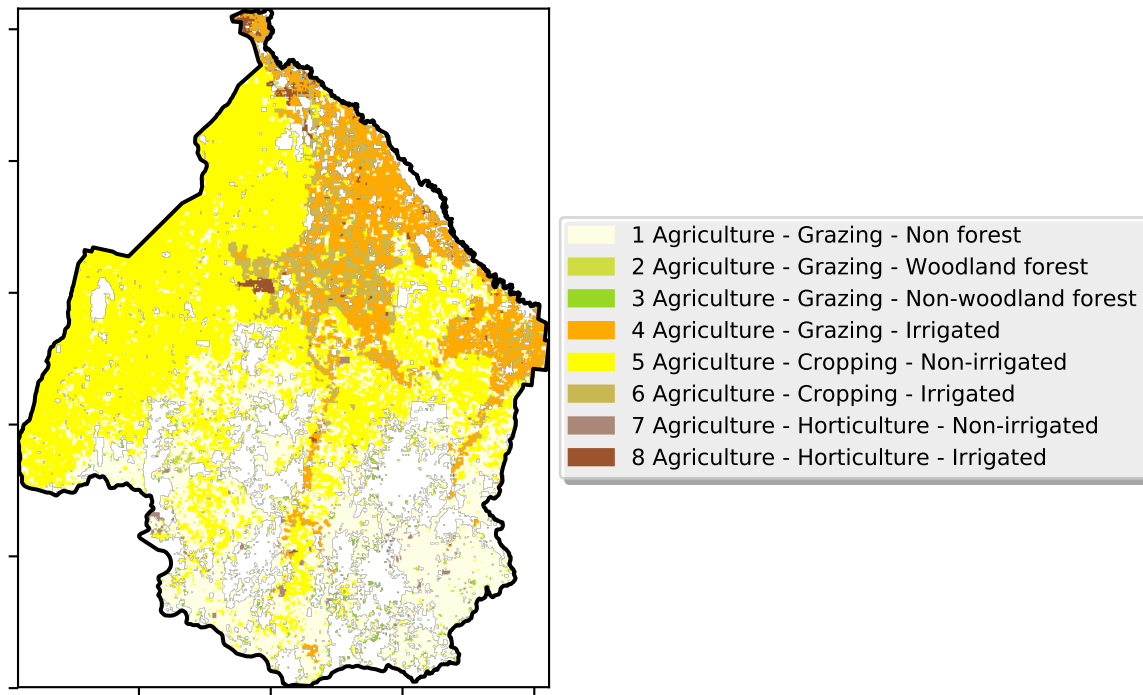 1 Agriculture - Grazing - Non forest
2 Agriculture - Grazing - Woodland forest
3 Agriculture - Grazing - Non-woodland forest
4 Agriculture - Grazing - Irrigated
5 Agriculture - Cropping - Non-irrigated
6 Agriculture - Cropping - Irrigated
7 Agriculture - Horticulture - Non-irrigated
8 Agriculture - Horticulture - Irrigated